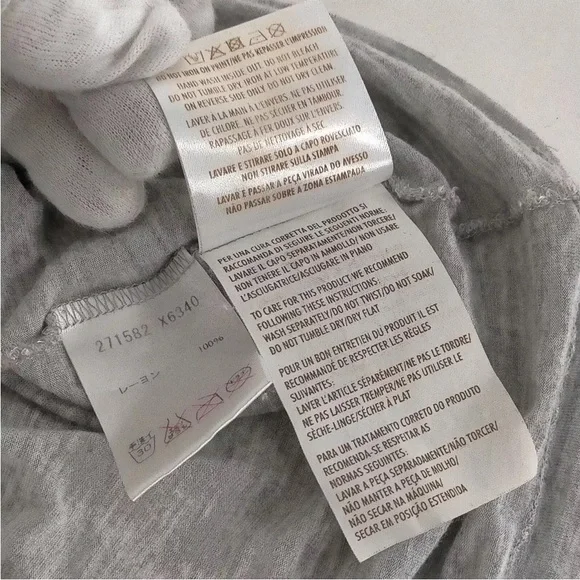 DO NOT IRON ON PRINT/NE PAS REPASSER L'IMPRESSION
HAND WASH INSIDE OUT. DO NOT BLEACH
DO NOT TUMBLE DRY IRON AT LOW TEMPERATURE
ON REVERSE SIDE ONLY DO NOT DRY CLEAN
LAVER À LA MAIN À L'ENVERS. NE PAS UTILISER
DE CHLORE. NE PAS SÉCHER EN TAMBOUR
RAPASSAGE À FER DOUX SUR L'ENVERS
PAS DE NETTOYAGE A SEC
LAVARE E STIRARE SOLO A CAPO ROVESCIATO
NON STIRARE SULLA STAMPA
LAVAR E PASSAR A PEÇA VIRADA DO AVESSO
NÃO PASSAR SOBRE A ZONA ESTAMPADA
PER UNA CURA CORRETTA DEL PRODOTTO SI
RACCOMANDA DI SEGUIRE LE SEGUENTI NORME:
LAVARE IL CAPO SEPARATAMENTE/NON TORCERE/
NON TENERE IL CAPO IN AMMOLLO/ NON USARE
L'ASCIUGATRICE/ASCIUGARE IN PIANO
TO CARE FOR THIS PRODUCT WE RECOMMEND
FOLLOWING THESE INSTRUCTIONS:
WASH SEPARATELY/DO NOT TWIST/DO NOT SOAK/
DO NOT TUMBLE DRY/DRY FLAT
POUR UN BON ENTRETIEN DU PRODUIT IL EST
RECOMMANDÉ DE RESPECTER LES RÈGLES
SUIVANTES:
LAVER L'ARTICLE SÉPARÉMENT/NE PAS LE TORDRE/
NE PAS LAISSER TREMPER/NE PAS UTILISER LE
SÈCHE-LINGE/SÉCHER À PLAT
PARA UM TRATAMENTO CORRETO DO PRODUTO
RECOMENDA-SE RESPEITAR AS
NORMAS SEGUINTES:
LAVAR A PEÇA SEPARADAMENTE/NÃO TORCER/
NÃO MANTER A PEÇA DE MOLHO/
NÃO SECAR NA MÁQUINA/
SECAR EM POSIÇÃO ESTENDIDA
271582 X6340
レーヨン 100%